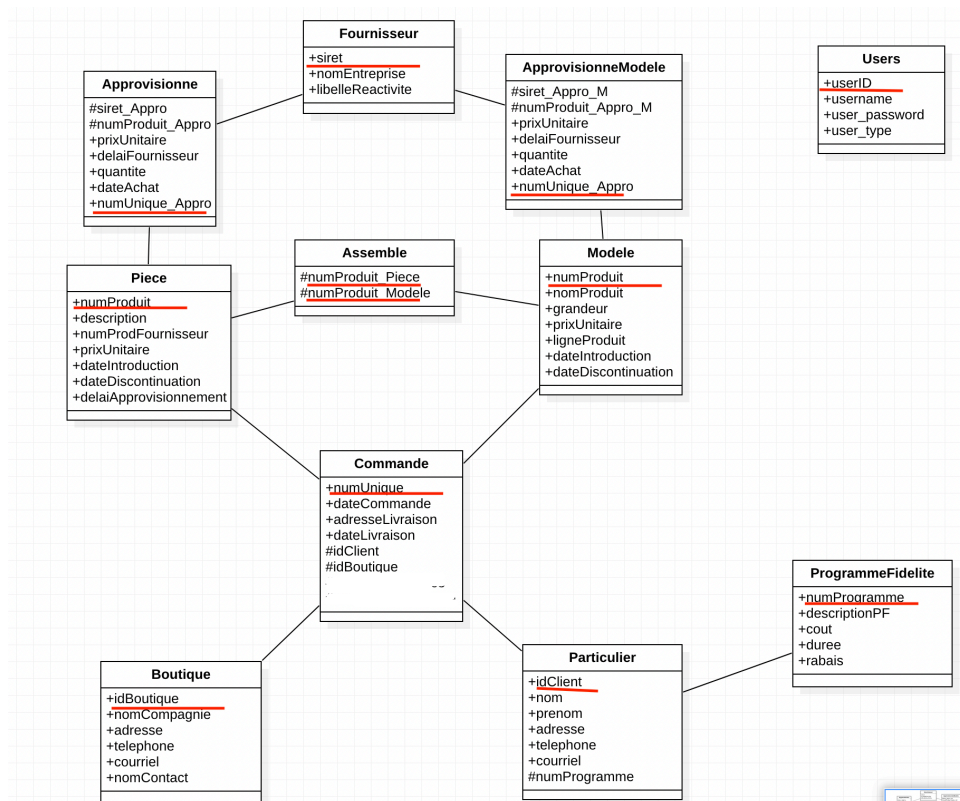 Fournisseur
+siret
+nomEntreprise
+libelleReactivite
Approvisionne
#siret_Appro
#numProduit_Appro
+prixUnitaire
+delaiFournisseur
+quantite
+dateAchat
+numUnique_Appro
ApprovisionneModele
#siret_Appro_M
#numProduit_Appro_M
+prixUnitaire
+delaiFournisseur
+quantite
+dateAchat
+numUnique_Appro
Users
+userID
+username
+user_password
+user_type
Piece
+numProduit
+description
+numProdFournisseur
+prixUnitaire
+dateIntroduction
+dateDiscontinuation
+delaiApprovisionnement
Assemble
#numProduit_Piece
#numProduit_Modele
Modele
+numProduit
+nomProduit
+grandeur
+prixUnitaire
+ligneProduit
+dateIntroduction
+dateDiscontinuation
Commande
+numUnique
+dateCommande
+adresseLivraison
+dateLivraison
#idClient
#idBoutique
ProgrammeFidelite
+numProgramme
+descriptionPF
+cout
+duree
+rabais
Boutique
+idBoutique
+nomCompagnie
+adresse
+telephone
+courriel
+nomContact
Particulier
+idClient
+nom
+prenom
+adresse
+telephone
+courriel
#numProgramme